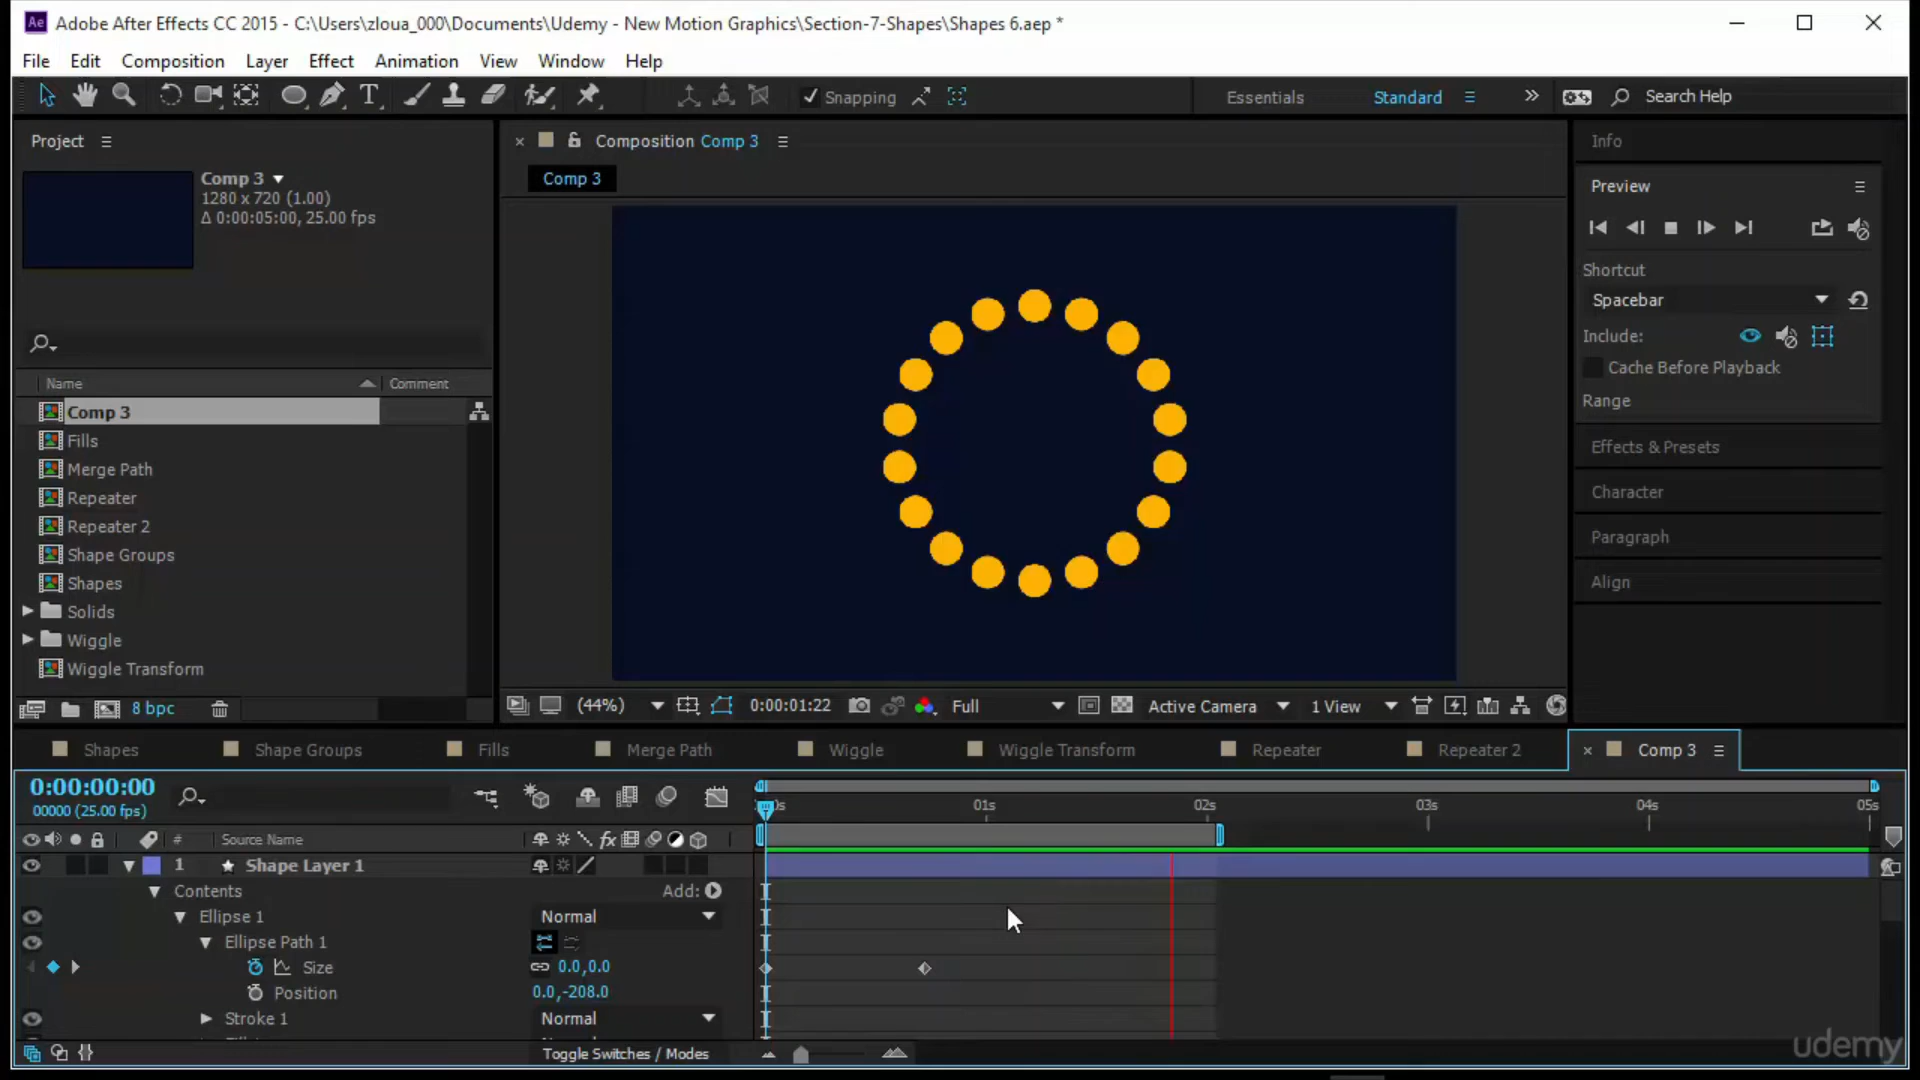 Ae Adobe After Effects CC 2015 - C:\Users\zloua_000\Documents\Udemy - New Motion Graphics\Section-7-Shapes\Shapes 6.aep *
File Edit Composition Layer Effect Animation View Window Help
T Snapping Essentials Standard Search Help
Project
Comp 3
1280 x 720 (1.00)
Δ 0:00:05:00, 25.00 fps
Name Comment
Comp 3
Fills
Merge Path
Repeater
Repeater 2
Shape Groups
Shapes
Solids
Wiggle
Wiggle Transform
8 bpc
Composition Comp 3
Comp 3
(44%) 0:00:01:22 Full Active Camera 1 View
Info
Preview
Shortcut
Spacebar
Include:
Cache Before Playback
Range
Effects & Presets
Character
Paragraph
Align
Shapes Shape Groups Fills Merge Path Wiggle Wiggle Transform Repeater Repeater 2 Comp 3
0:00:00:00
00000 (25.00 fps)
0s 01s 02s 03s 04s 05s
# Source Name fx
1 Shape Layer 1
Contents Add:
Ellipse 1 Normal
Ellipse Path 1
Size 0.0,0.0
Position 0.0,-208.0
Stroke 1 Normal
Toggle Switches / Modes
udemy